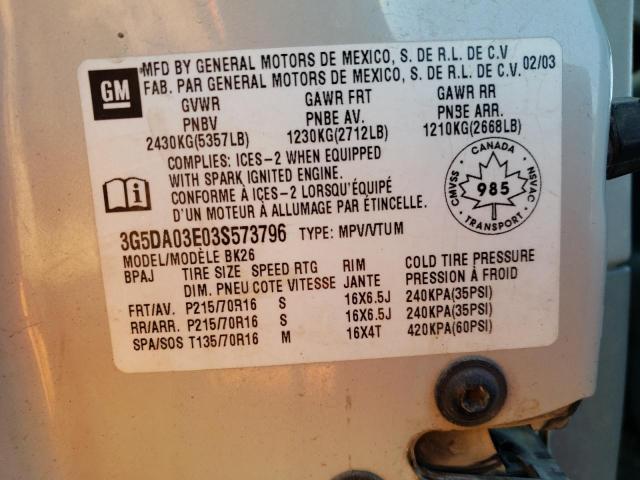 GM
MFD BY GENERAL MOTORS DE MEXICO, S. DE R.L. DE C.V
FAB. PAR GENERAL MOTORS DE MEXICO, S. DE R.L. DE C.V. 02/03
GVWR GAWR FRT GAWR RR
PNBV PNBE AV. PNBE ARR.
2430KG(5357LB) 1230KG(2712LB) 1210KG(2668LB)
COMPLIES: ICES-2 WHEN EQUIPPED
WITH SPARK IGNITED ENGINE.
CONFORME À ICES-2 LORSQU'ÉQUIPÉ
D'UN MOTEUR À ALLUMAGE PAR ÉTINCELLE.
CANADA
CMVSS 985 NSVAC
3G5DA03E03S573796 TYPE: MPV/VTUM
MODEL/MODÈLE BK26
BPAJ TIRE SIZE SPEED RTG RIM COLD TIRE PRESSURE
DIM. PNEU COTE VITESSE JANTE PRESSION À FROID
FRT/AV. P215/70R16 S 16X6.5J 240KPA(35PSI)
RR/ARR. P215/70R16 S 16X6.5J 240KPA(35PSI)
SPA/SOS T135/70R16 M 16X4T 420KPA(60PSI)